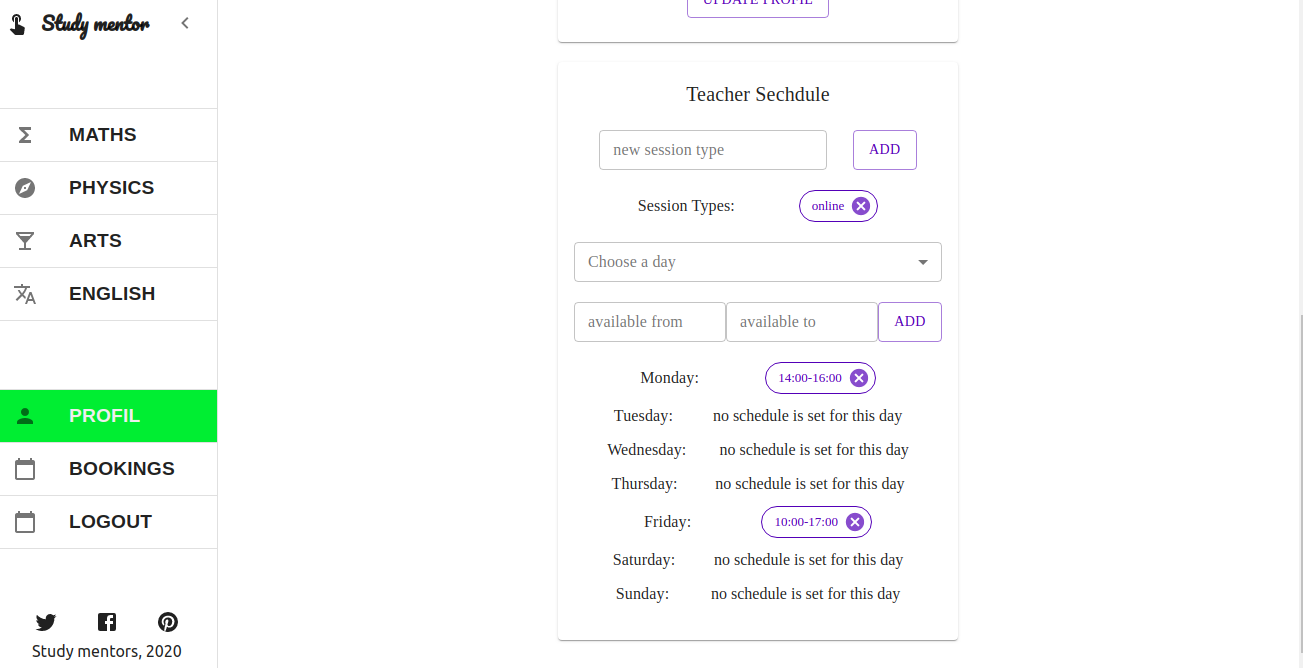 Study mentor
MATHS
PHYSICS
ARTS
ENGLISH
PROFIL
BOOKINGS
LOGOUT
Study mentors, 2020
UPDATE PROFIL
Teacher Sechdule
new session type ADD
Session Types: online
Choose a day
available from available to ADD
Monday: 14:00-16:00
Tuesday: no schedule is set for this day
Wednesday: no schedule is set for this day
Thursday: no schedule is set for this day
Friday: 10:00-17:00
Saturday: no schedule is set for this day
Sunday: no schedule is set for this day